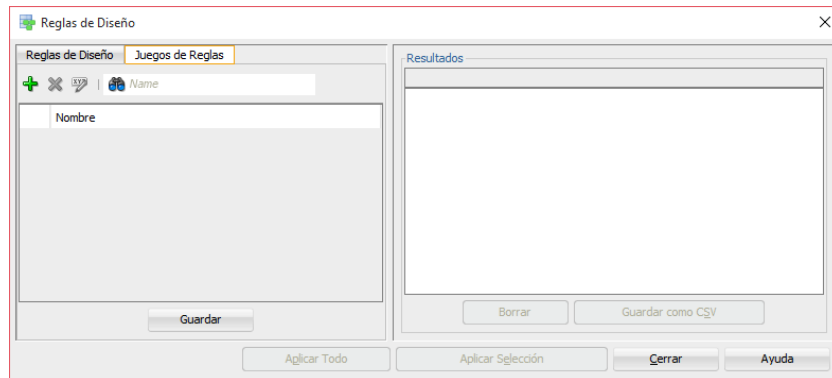 Reglas de Diseño
Reglas de Diseño Juegos de Reglas
Name
Nombre
Guardar
Resultados
Borrar Guardar como CSV
Aplicar Todo Aplicar Selección Cerrar Ayuda